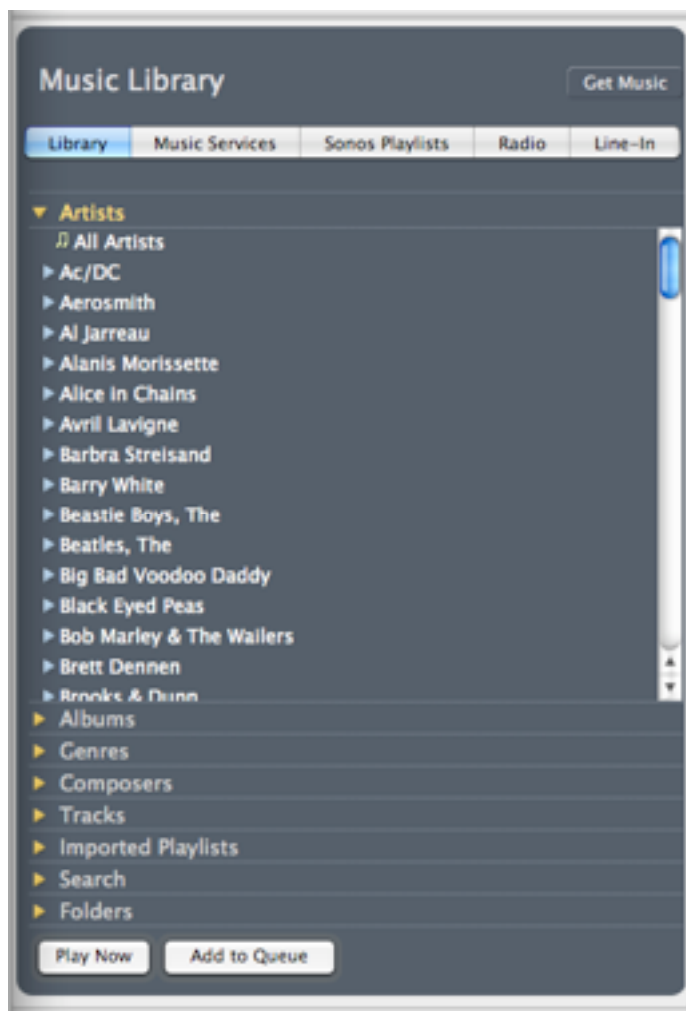 Music Library
Get Music
Library Music Services Sonos Playlists Radio Line-In
Artists
All Artists
Ac/DC
Aerosmith
Al Jarreau
Alanis Morissette
Alice in Chains
Avril Lavigne
Barbra Streisand
Barry White
Beastie Boys, The
Beatles, The
Big Bad Voodoo Daddy
Black Eyed Peas
Bob Marley & The Wailers
Brett Dennen
Brooks & Dunn
Albums
Genres
Composers
Tracks
Imported Playlists
Search
Folders
Play Now Add to Queue